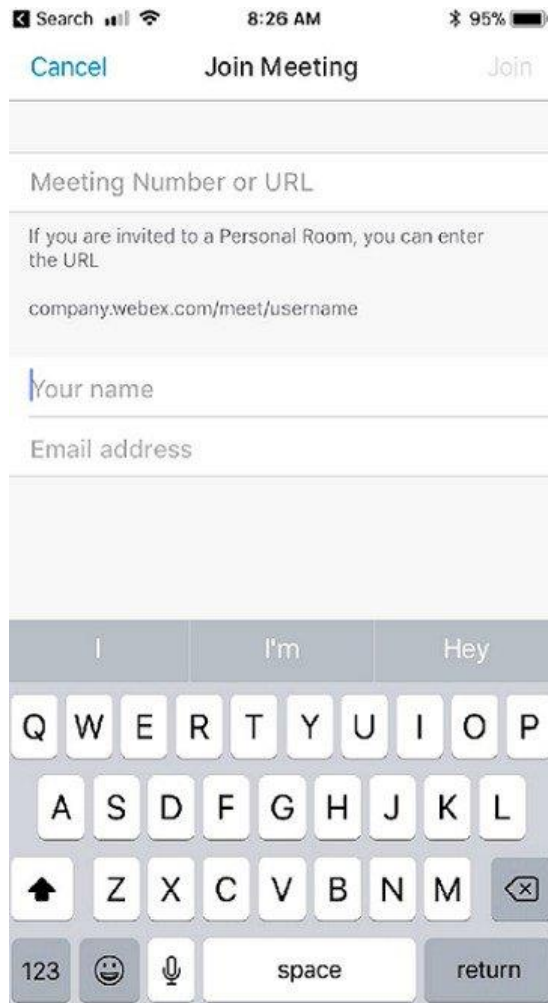 Search 8:26 AM 95%
Cancel Join Meeting Join
Meeting Number or URL
If you are invited to a Personal Room, you can enter
the URL
company.webex.com/meet/username
Your name
Email address
I I'm Hey
Q W E R T Y U I O P
A S D F G H J K L
Z X C V B N M
123 space return